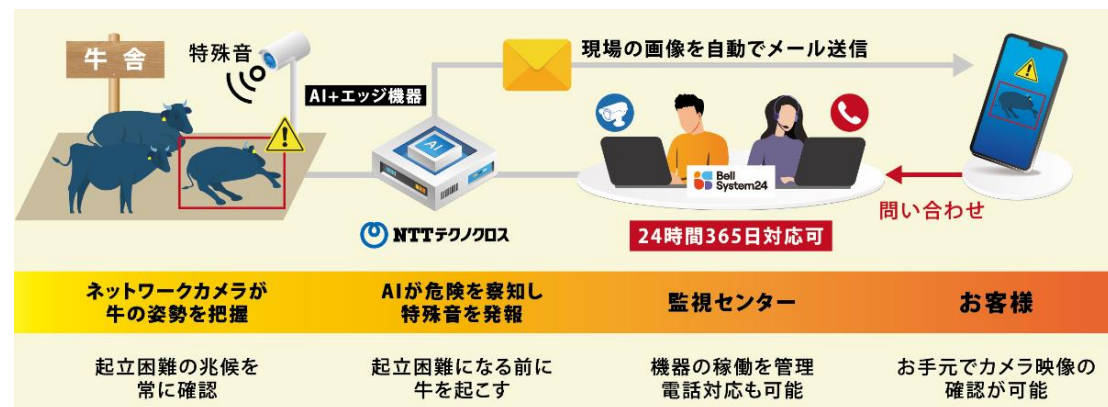 牛舎
特殊音
AI+エッジ機器
現場の画像を自動でメール送信
AI
Bell
System24
NTTテクノクロス
24時間365日対応可
問い合わせ
ネットワークカメラが
牛の姿勢を把握
AIが危険を察知し
特殊音を発報
監視センター
お客様
起立困難の兆候を
常に確認
起立困難になる前に
牛を起こす
機器の稼働を管理
電話対応も可能
お手元でカメラ映像の
確認が可能